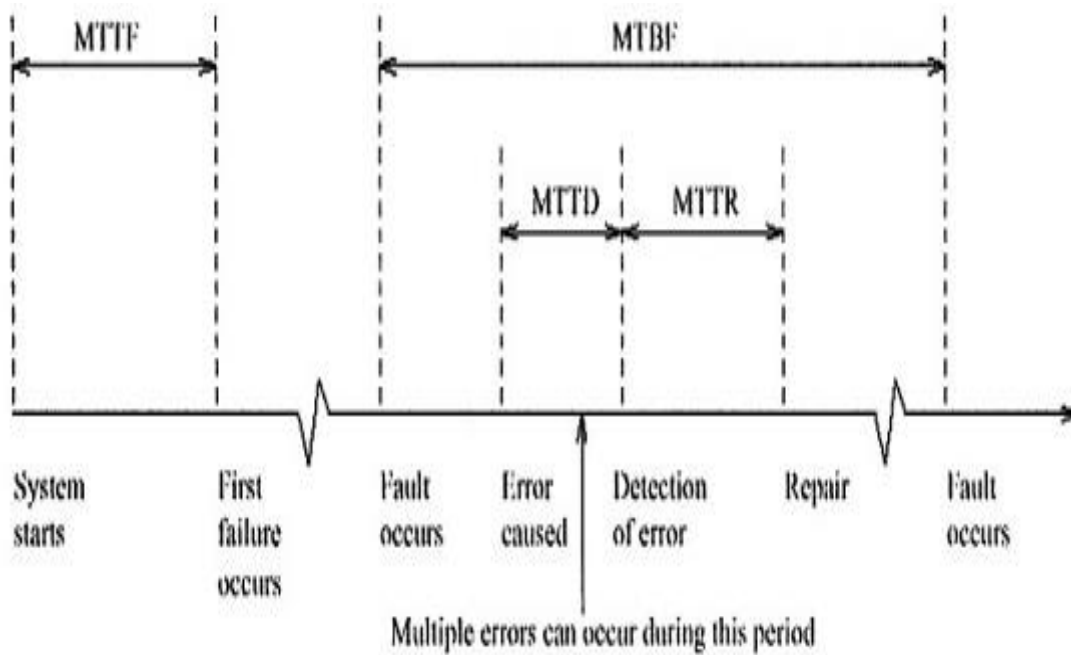 MTTF
MTBF
MTTD
MTTR
System
starts
First
failure
occurs
Fault
occurs
Error
caused
Detection
of error
Repair
Fault
occurs
Multiple errors can occur during this period